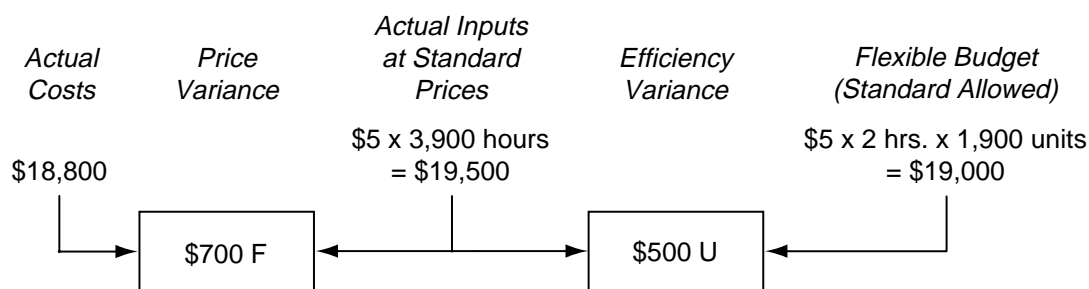 Actual
Costs
Price
Variance
Actual Inputs
at Standard
Prices
Efficiency
Variance
Flexible Budget
(Standard Allowed)
$18,800
$5 x 3,900 hours
= $19,500
$5 x 2 hrs. x 1,900 units
= $19,000
$700 F
$500 U